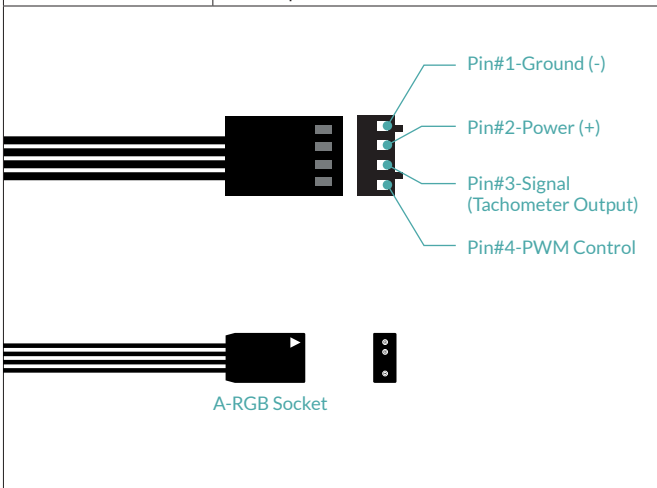 Pin#1-Ground (-)
Pin#2-Power (+)
Pin#3-Signal
(Tachometer Output)
Pin#4-PWM Control
A-RGB Socket